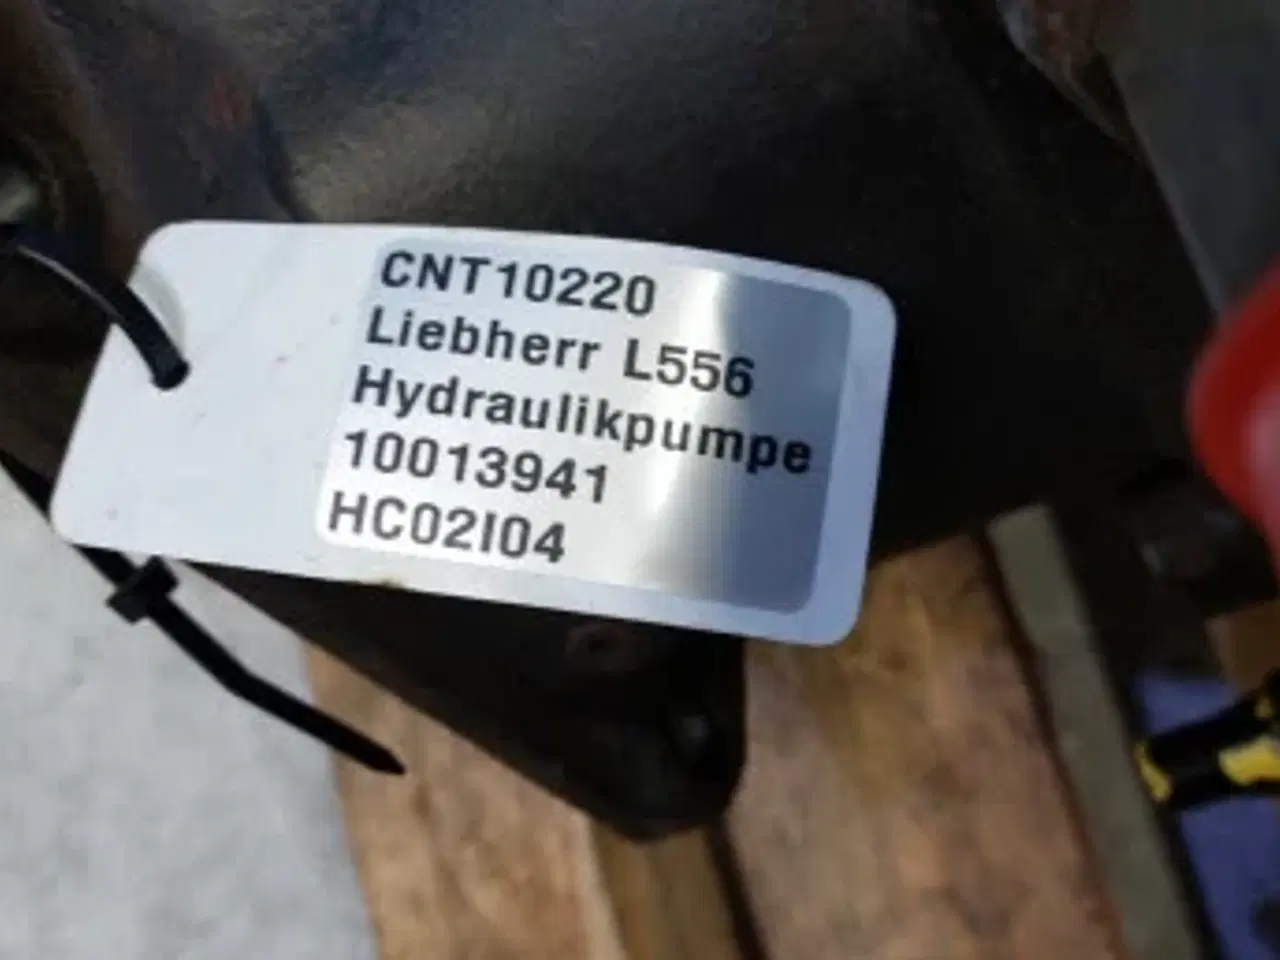 CNT10220
Liebherr L556
Hydraulikpumpe
10013941
HC02I04